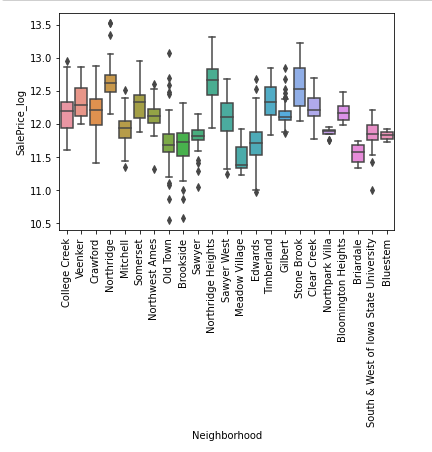 13.5
13.0
12.5
12.0
11.5
11.0
10.5
SalePrice_log
College Creek
Veenker
Crawford
Northridge
Mitchell
Somerset
Northwest Ames
Old Town
Brookside
Sawyer
Northridge Heights
Sawyer West
Meadow Village
Edwards
Timberland
Gilbert
Stone Brook
Clear Creek
Northpark Villa
Bloomington Heights
Briardale
South & West of Iowa State University
Bluestem
Neighborhood